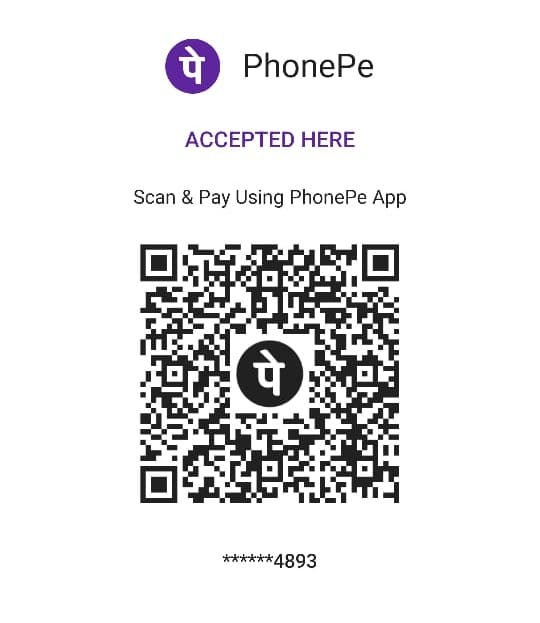 पे PhonePe
ACCEPTED HERE
Scan & Pay Using PhonePe App
पे
******4893